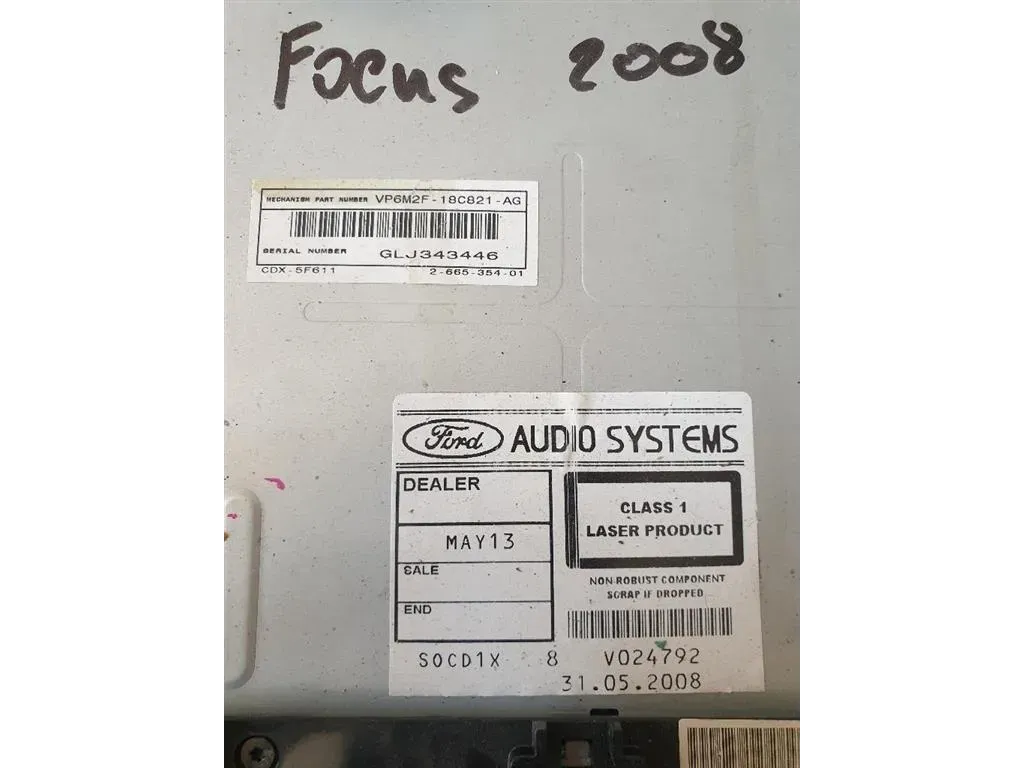 Focus 2008
MECHANISM PART NUMBER VP6M2F-18C821-AG
SERIAL NUMBER GLJ343446
CDX-5F611 2-665-354-01
Ford AUDIO SYSTEMS
DEALER
MAY13
SALE
END
CLASS 1
LASER PRODUCT
NON-ROBUST COMPONENT
SCRAP IF DROPPED
SOCD1X 8 V024792
31.05.2008